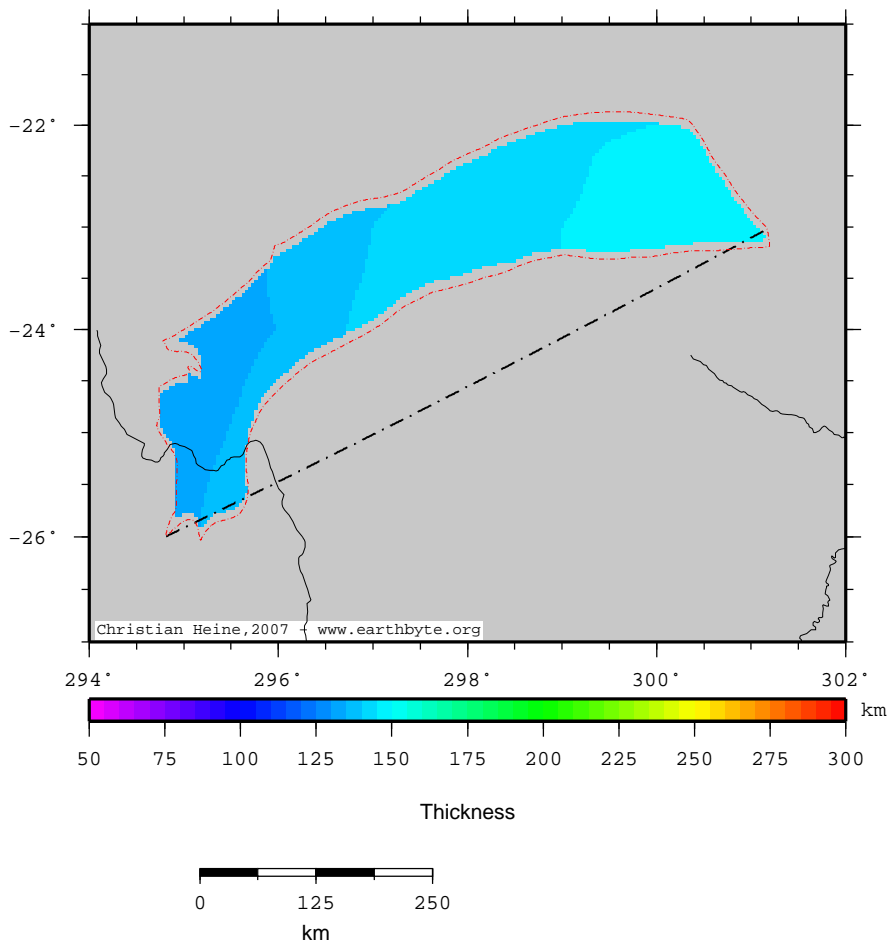 −22°
−24°
−26°
Christian Heine,2007 - www.earthbyte.org
294° 296° 298° 300° 302°
km
50 75 100 125 150 175 200 225 250 275 300
Thickness
0 125 250
km